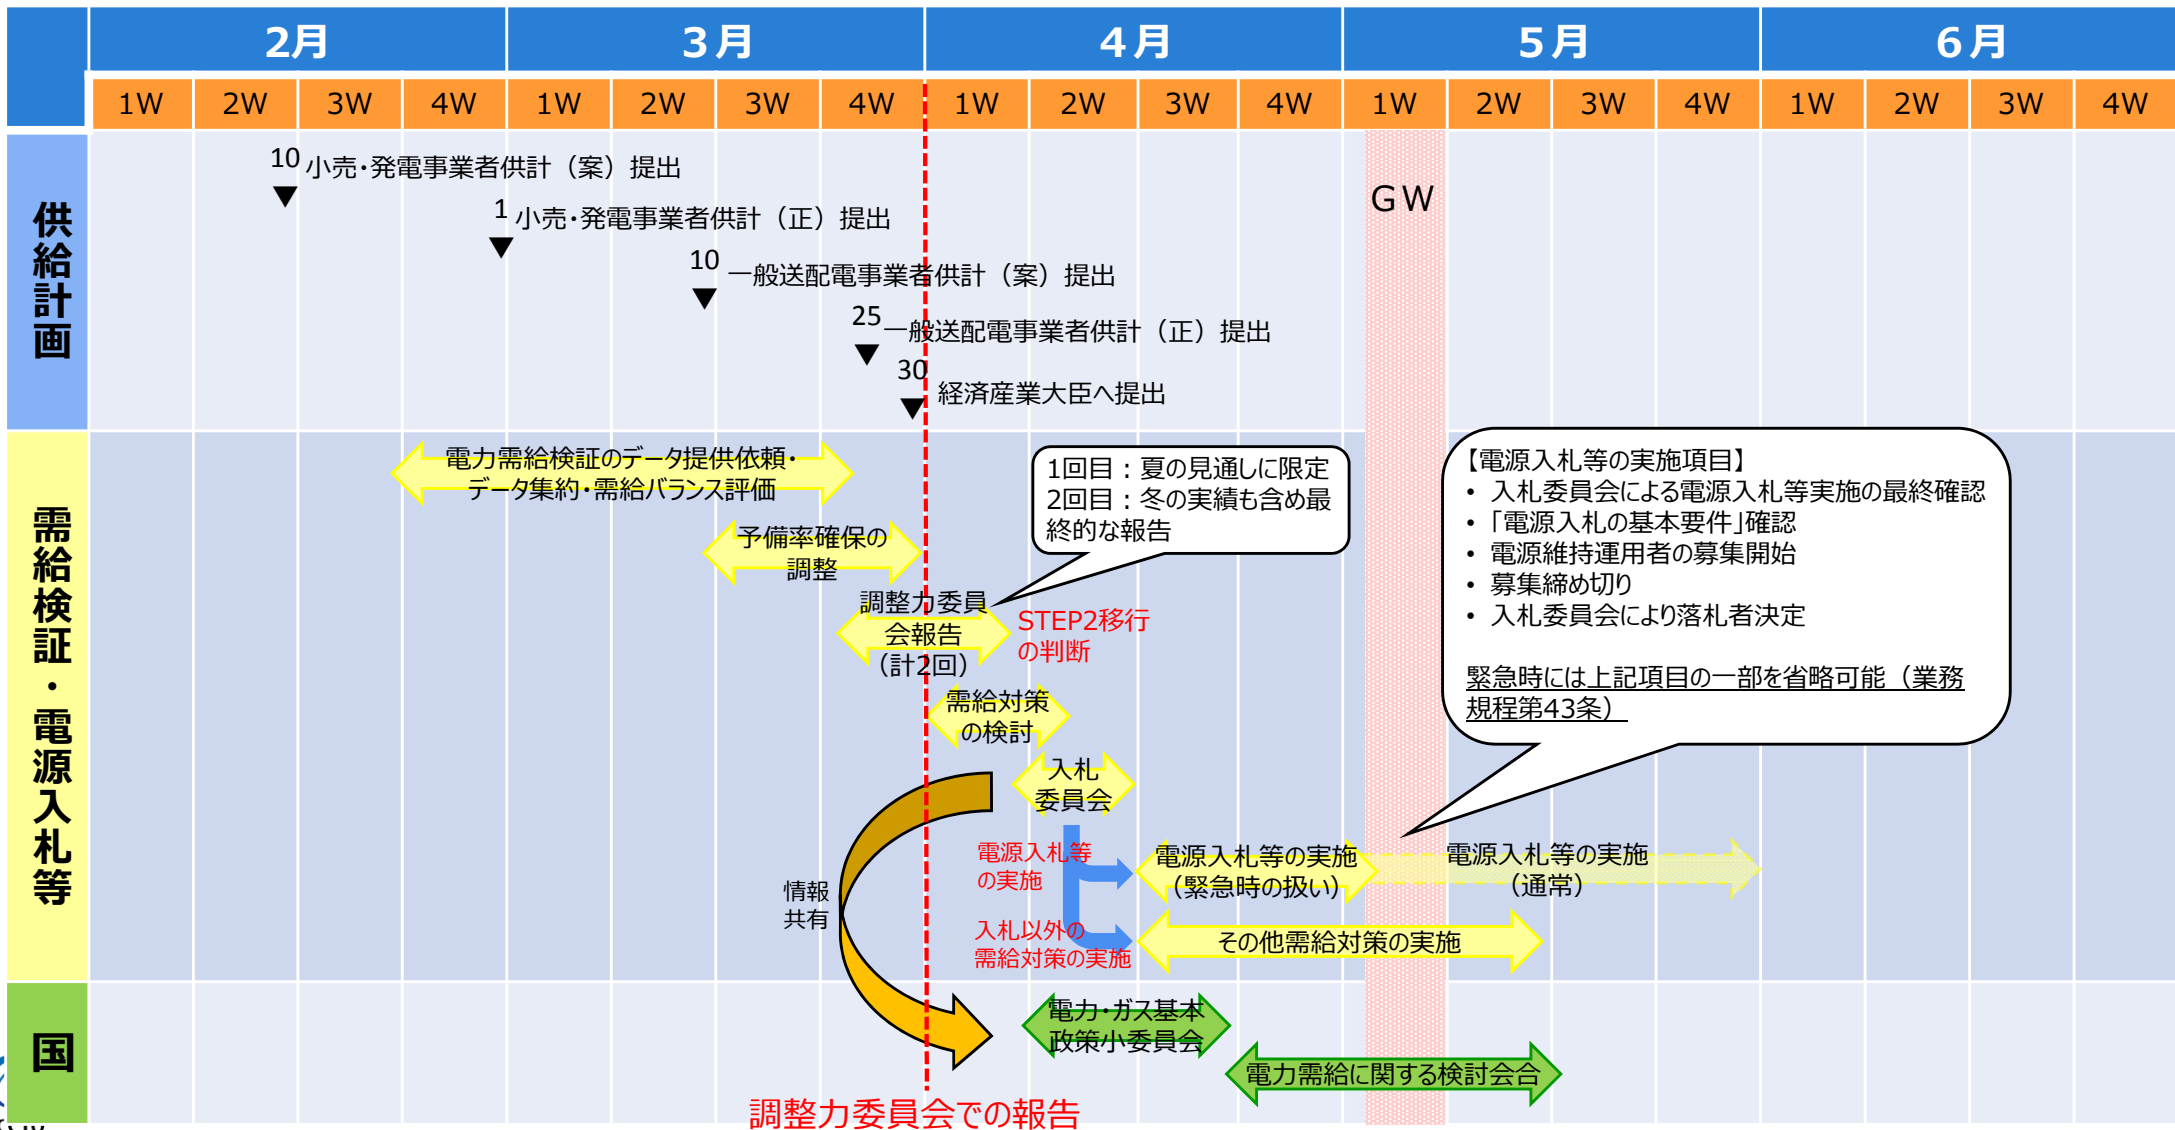 2月 3月 4月 5月 6月
1W 2W 3W 4W 1W 2W 3W 4W 1W 2W 3W 4W 1W 2W 3W 4W 1W 2W 3W 4W
供給計画
10 小売・発電事業者供計（案）提出
1 小売・発電事業者供計（正）提出
10 一般送配電事業者供計（案）提出
25 一般送配電事業者供計（正）提出
30 経済産業大臣へ提出
GW
需給検証・電源入札等
電力需給検証のデータ提供依頼・
データ集約・需給バランス評価
予備率確保の
調整
調整力委員
会報告
（計2回）
1回目：夏の見通しに限定
2回目：冬の実績も含め最
終的な報告
STEP2移行
の判断
需給対策
の検討
入札
委員会
【電源入札等の実施項目】
• 入札委員会による電源入札等実施の最終確認
• 「電源入札の基本要件」確認
• 電源維持運用者の募集開始
• 募集締め切り
• 入札委員会により落札者決定
緊急時には上記項目の一部を省略可能（業務
規程第43条）
電源入札等
の実施
電源入札等の実施
（緊急時の扱い）
電源入札等の実施
（通常）
情報
共有
入札以外の
需給対策の実施
その他需給対策の実施
国
電力・ガス基本
政策小委員会
電力需給に関する検討会合
調整力委員会での報告